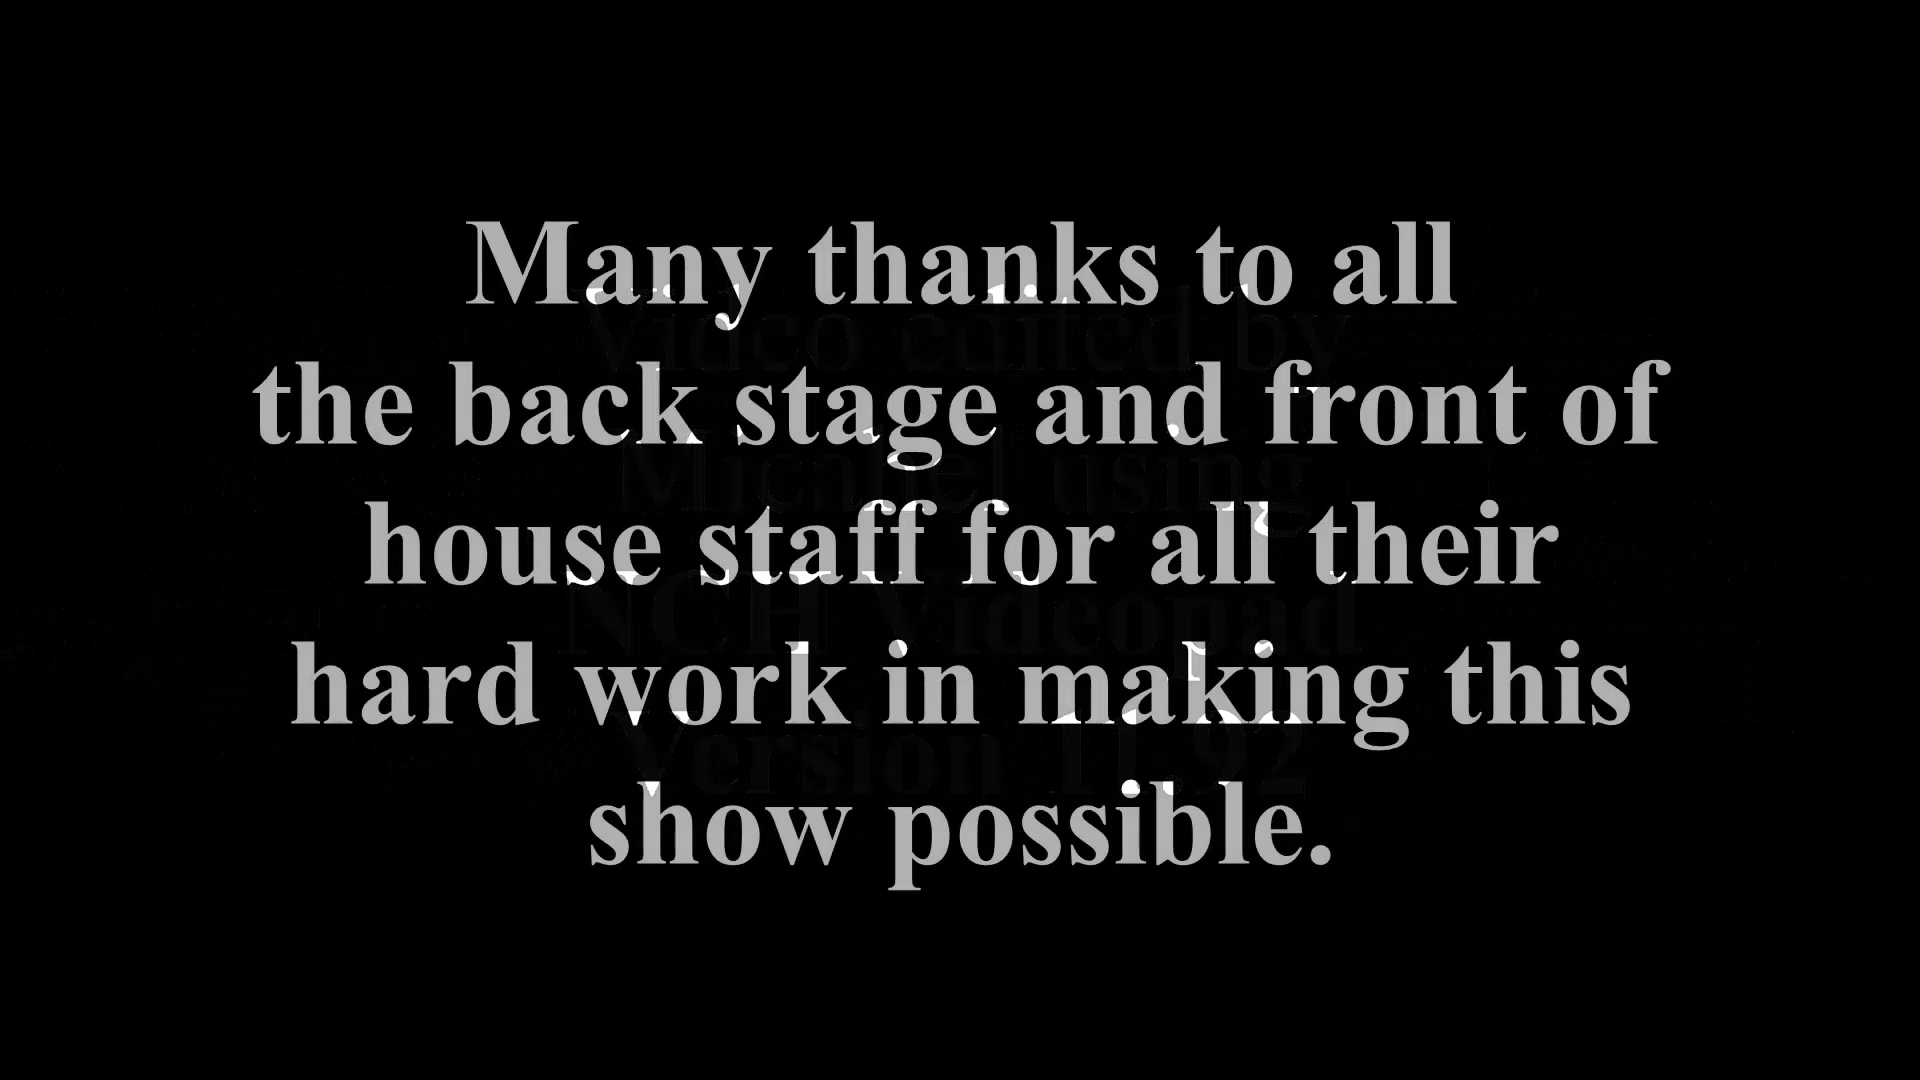 Many thanks to all
the back stage and front of
house staff for all their
hard work in making this
show possible.
Video edited by
Micahel using
NCH Videopad
Version 11.92